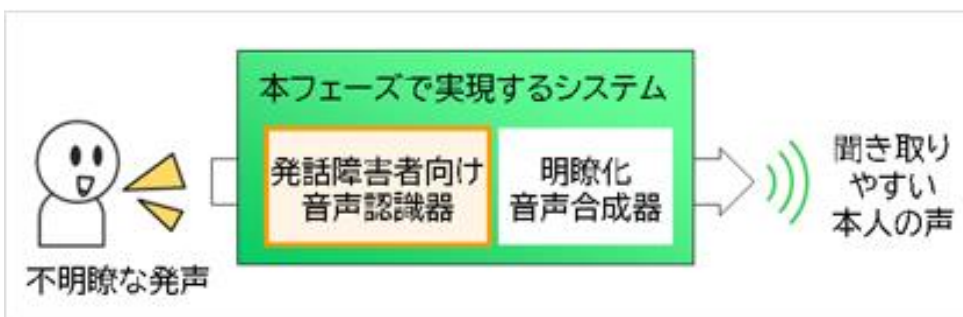 本フェーズで実現するシステム
発話障害者向け
音声認識器
明瞭化
音声合成器
聞き取り
やすい
本人の声
不明瞭な発声